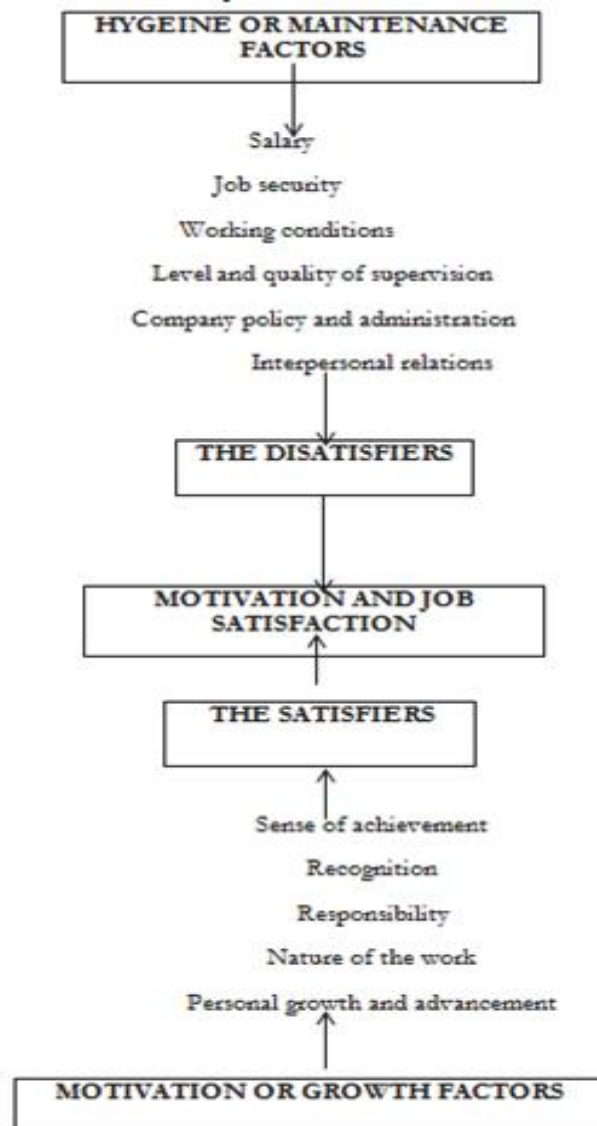 HYGEINE OR MAINTENANCE
FACTORS
Salary
Job security
Working conditions
Level and quality of supervision
Company policy and administration
Interpersonal relations
THE DISATISFIERS
MOTIVATION AND JOB
SATISFACTION
THE SATISFIERS
Sense of achievement
Recognition
Responsibility
Nature of the work
Personal growth and advancement
MOTIVATION OR GROWTH FACTORS